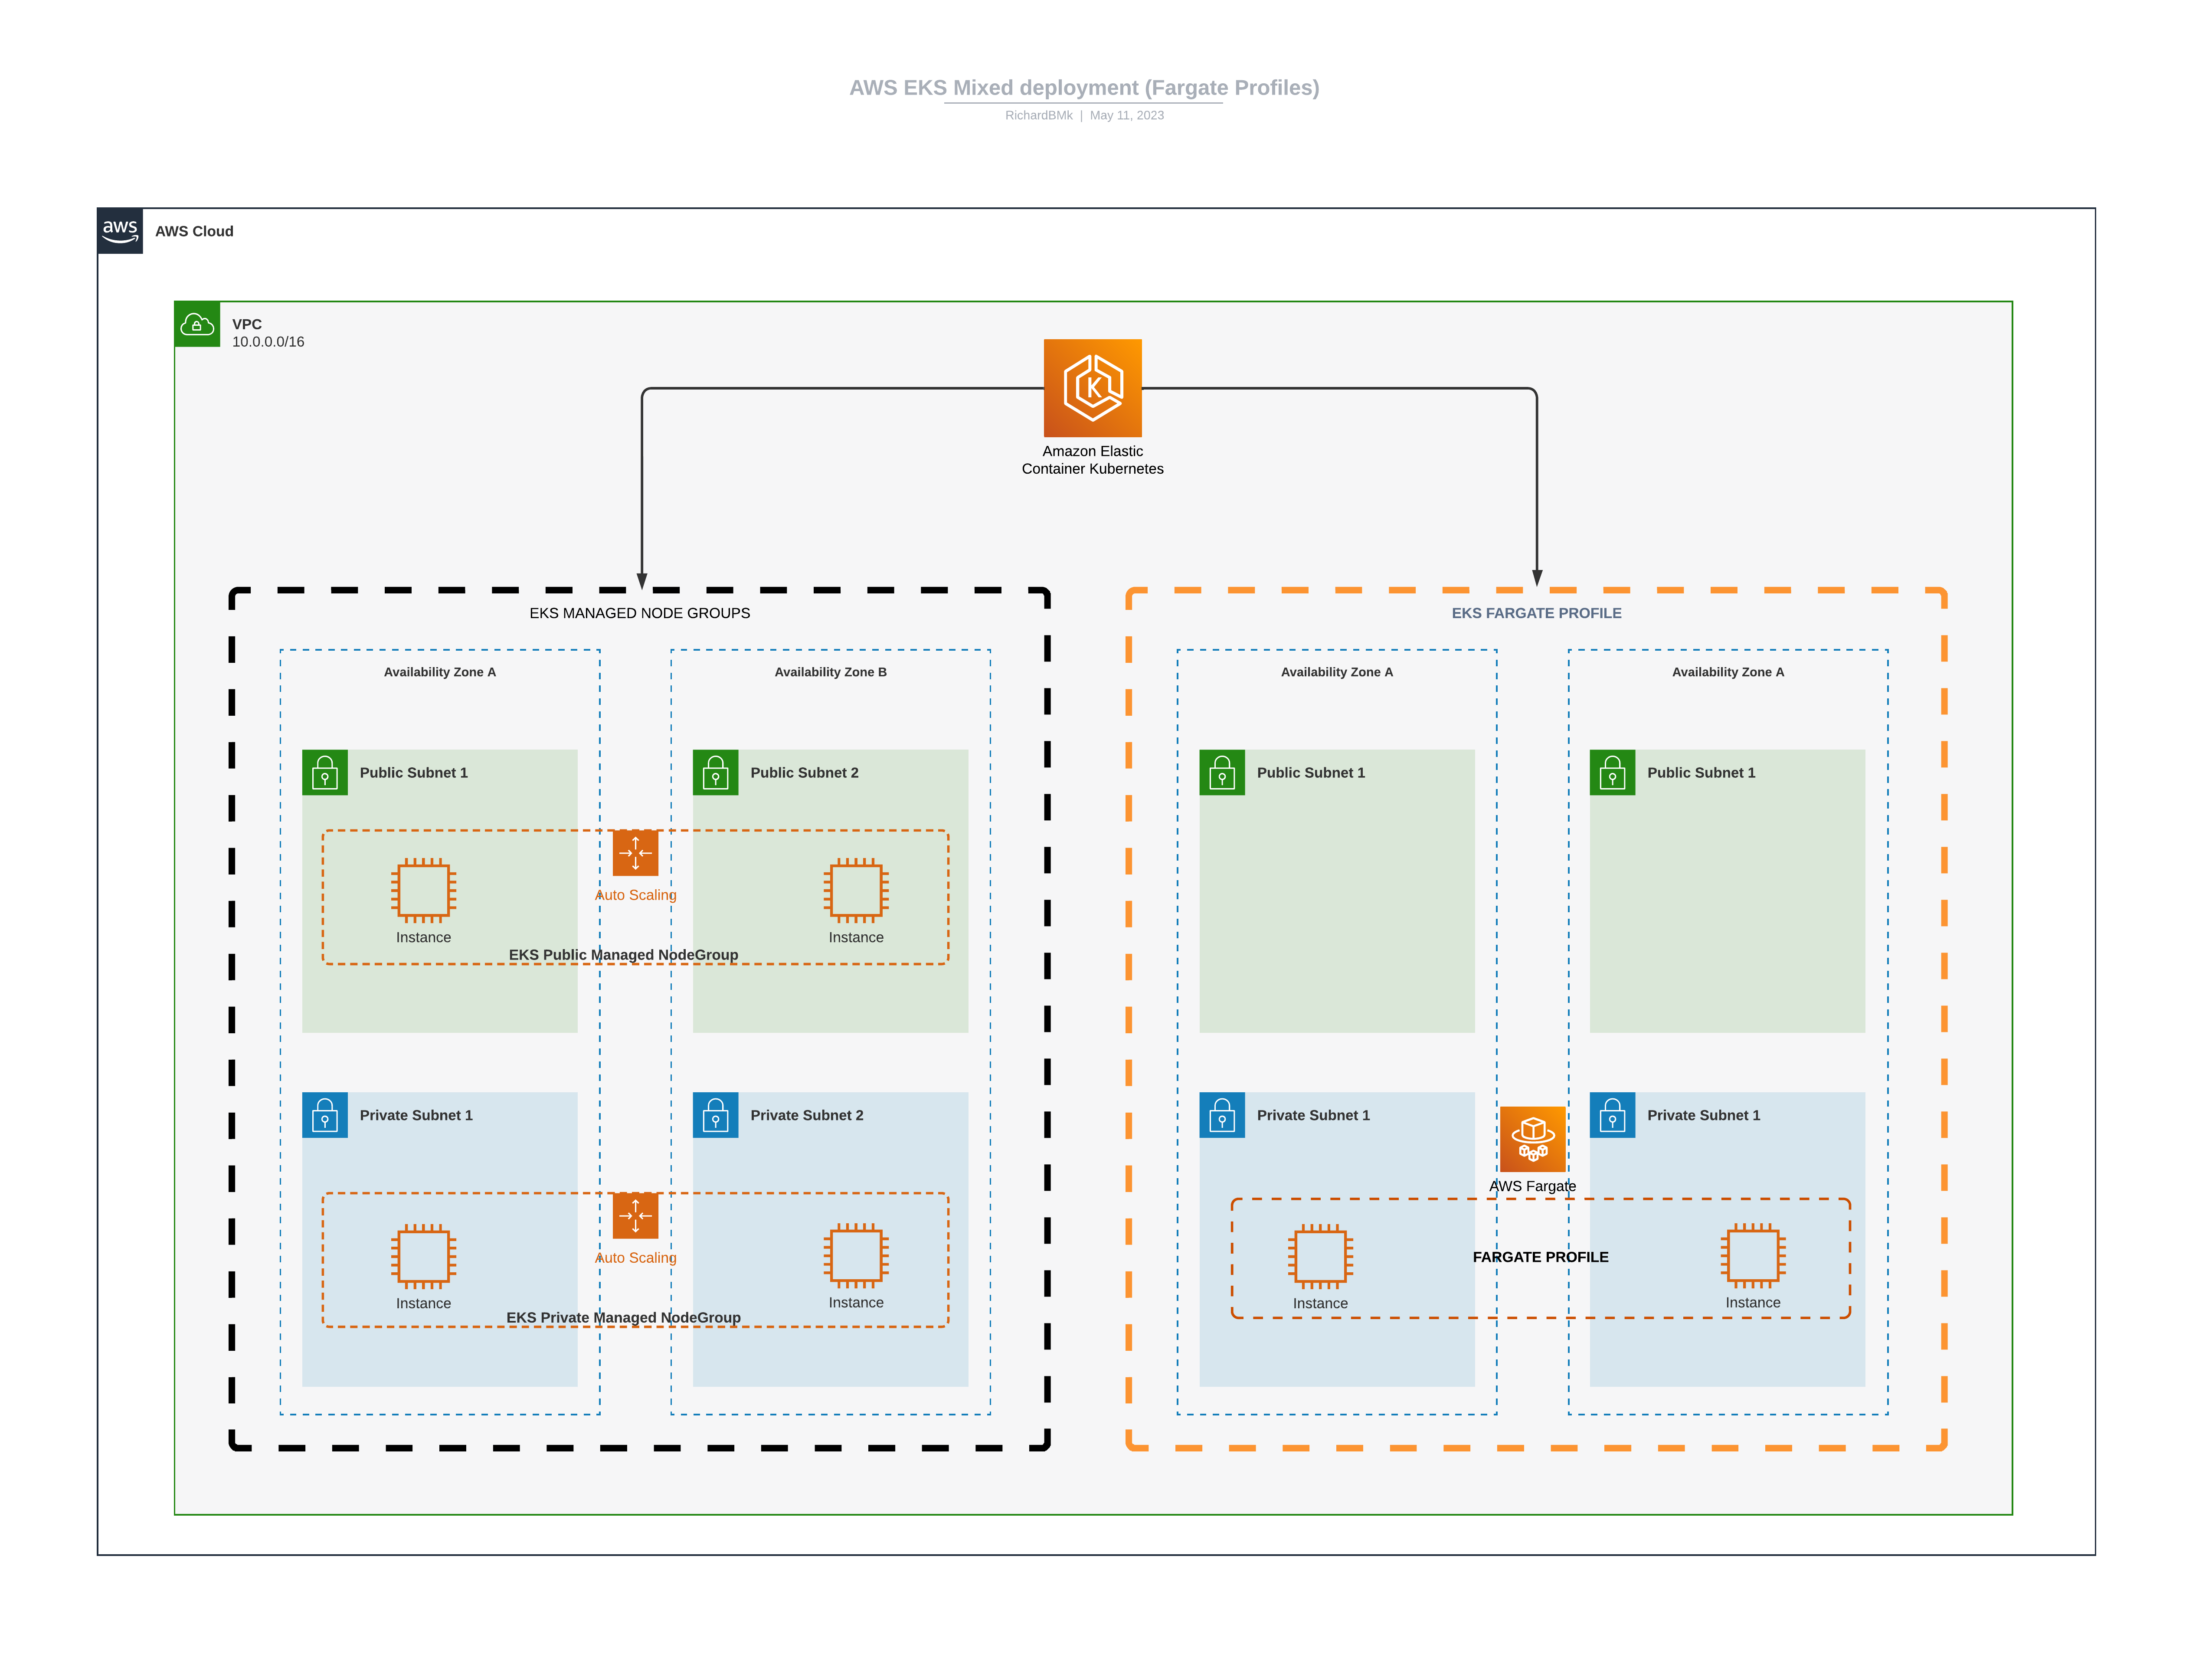 AWS EKS Mixed deployment (Fargate Profiles)
RichardBMk | May 11, 2023
aws
AWS Cloud
VPC
10.0.0.0/16
K
Amazon Elastic
Container Kubernetes
EKS MANAGED NODE GROUPS
Availability Zone A
Availability Zone B
Public Subnet 1
Public Subnet 2
Auto Scaling
Instance
Instance
EKS Public Managed NodeGroup
Private Subnet 1
Private Subnet 2
Auto Scaling
Instance
Instance
EKS Private Managed NodeGroup
EKS FARGATE PROFILE
Availability Zone A
Availability Zone A
Public Subnet 1
Public Subnet 1
Private Subnet 1
Private Subnet 1
AWS Fargate
FARGATE PROFILE
Instance
Instance